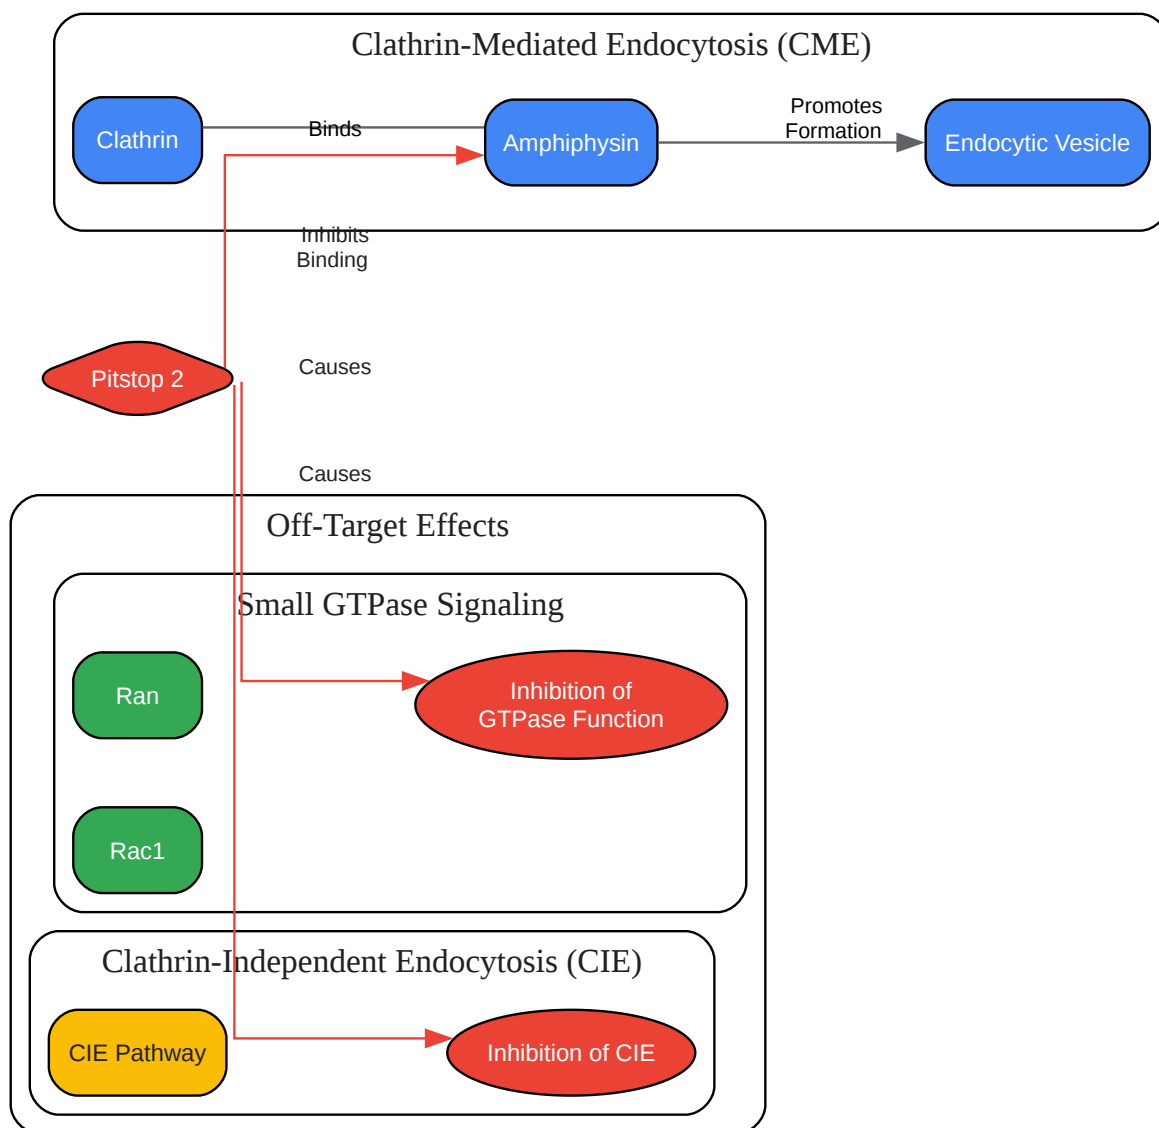 Clathrin-Mediated Endocytosis (CME)
Clathrin
Binds
Amphiphysin
Promotes
Formation
Endocytic Vesicle
Inhibits
Binding
Pitstop 2
Causes
Causes
Off-Target Effects
Small GTPase Signaling
Ran
Inhibition of
GTPase Function
Rac1
Clathrin-Independent Endocytosis (CIE)
CIE Pathway
Inhibition of CIE